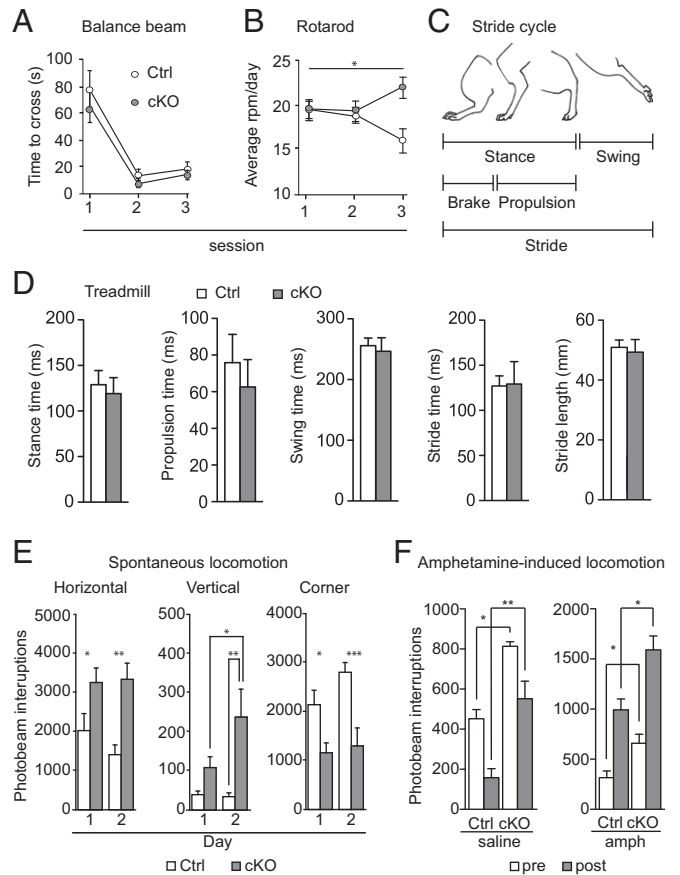 A Balance beam
Time to cross (s)
100
80
60
40
20
0
Ctrl
cKO
1 2 3
B Rotarod
Average rpm/day
25
20
15
10
*
1 2 3
session
C Stride cycle
Stance Swing
Brake Propulsion
Stride
D Treadmill Ctrl cKO
Stance time (ms)
200
150
100
50
0
Propulsion time (ms)
100
80
60
40
20
0
Swing time (ms)
300
200
100
0
Stride time (ms)
200
150
100
50
0
Stride length (mm)
60
40
20
0
E Spontaneous locomotion
Horizontal Vertical Corner
Photobeam interuptions
5000
4000
3000
2000
1000
0
* **
1 2
500
400
300
200
100
0
*
**
1 2
4000
3000
2000
1000
0
* ***
1 2
Day
Ctrl cKO
F Amphetamine-induced locomotion
Photobeam interruptions
1000
800
600
400
200
0
* **
Ctrl cKO
saline
2000
1500
1000
500
0
*
*
Ctrl cKO
amph
pre post